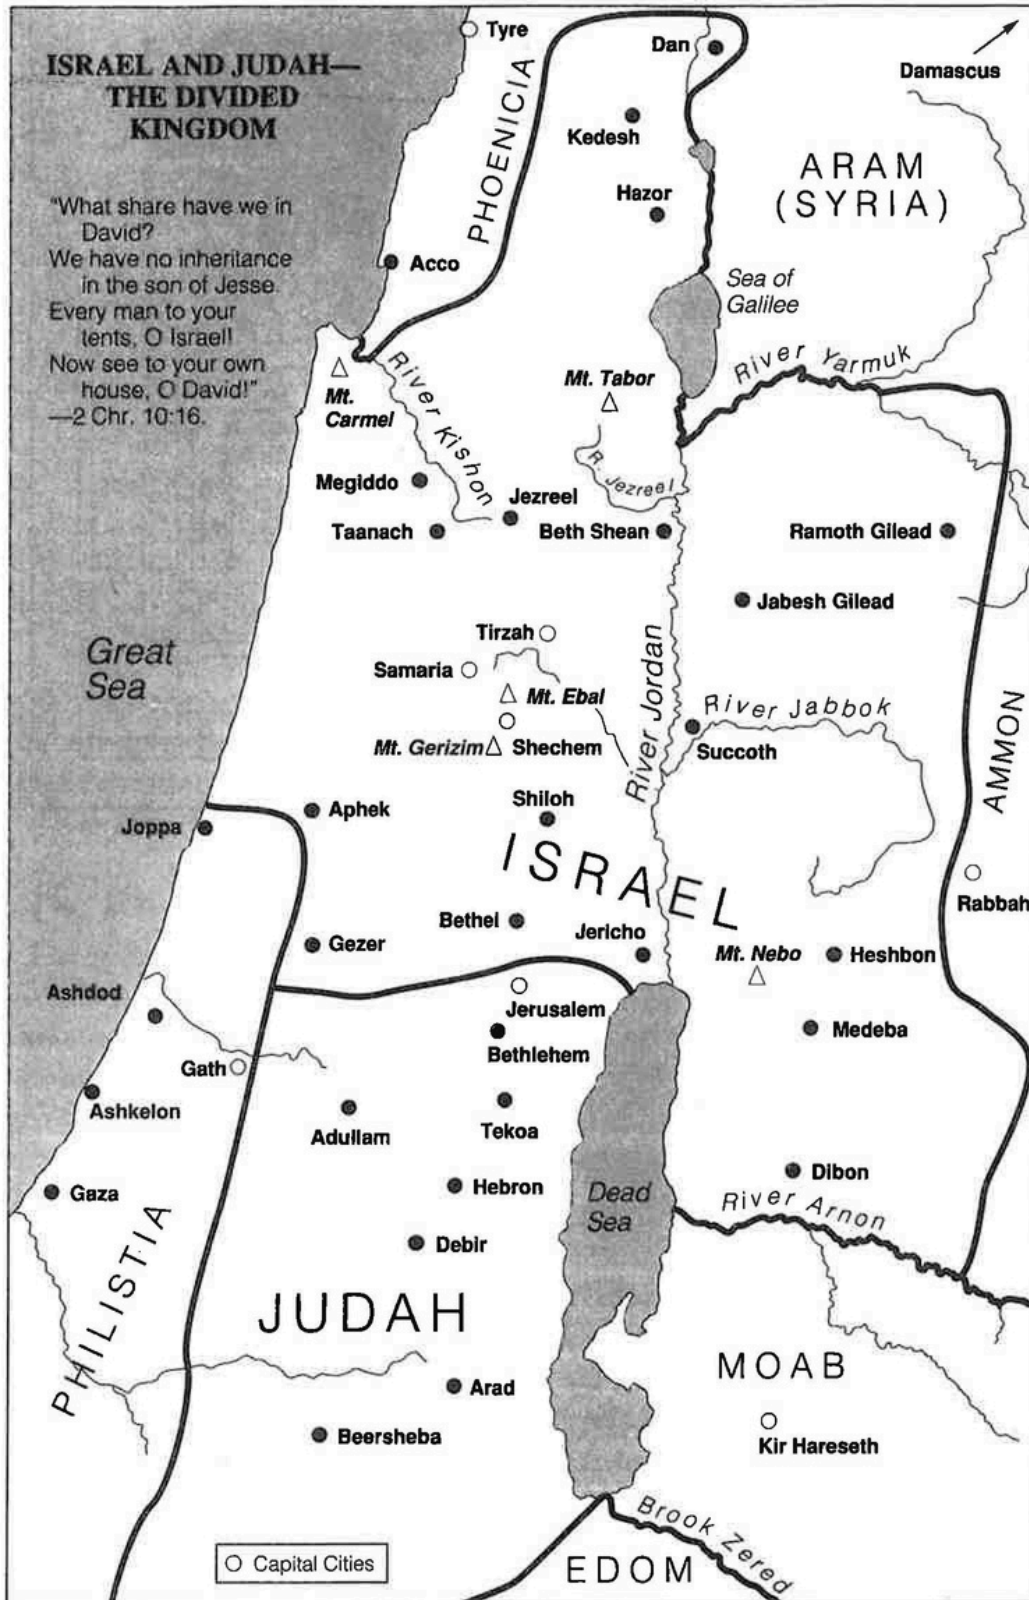 ISRAEL AND JUDAH—
THE DIVIDED
KINGDOM
"What share have we in
David?
We have no inheritance
in the son of Jesse.
Every man to your
tents, O Israel!
Now see to your own
house, O David!"
—2 Chr. 10:16.
Tyre
Dan
Damascus
PHOENICIA
Kedesh
ARAM
(SYRIA)
Hazor
Acco
Sea of
Galilee
River Yarmuk
Mt.
Carmel
River Kishon
Mt. Tabor
R. Jezreel
Megiddo
Jezreel
Taanach
Beth Shean
Ramoth Gilead
Jabesh Gilead
Great
Sea
Tirzah
Samaria
Mt. Ebal
River Jordan
River Jabbok
Mt. Gerizim
Shechem
Succoth
AMMON
Shiloh
Aphek
Joppa
ISRAEL
Rabbah
Bethel
Gezer
Jericho
Mt. Nebo
Heshbon
Ashdod
Jerusalem
Medeba
Bethlehem
Gath
Ashkelon
Adullam
Tekoa
Gaza
Hebron
Dead
Sea
Dibon
River Arnon
Debir
PHILISTIA
JUDAH
MOAB
Arad
Beersheba
Kir Hareseth
Brook Zered
EDOM
Capital Cities